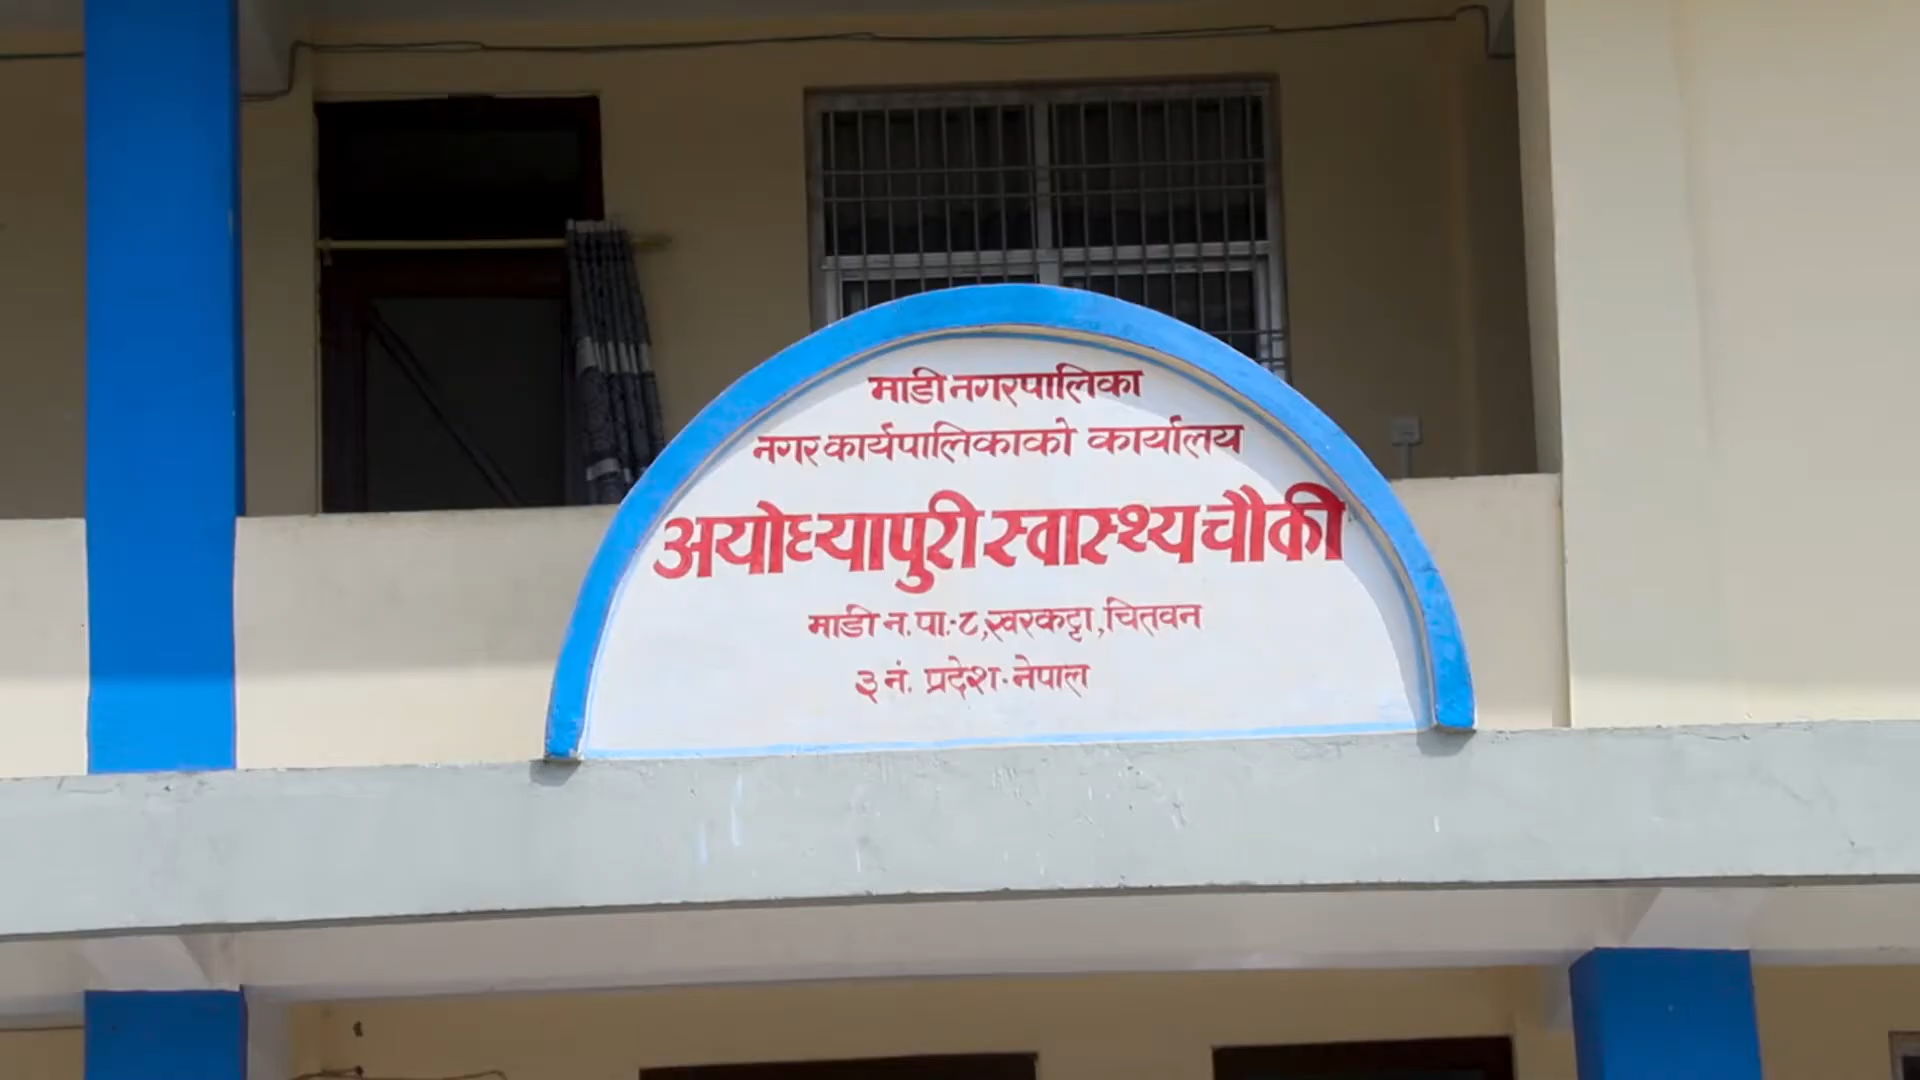 माडी नगरपालिका
नगर कार्यपालिकाको कार्यालय
अयोध्यापुरी स्वास्थ्य चौकी
माडी न.पा.-८,खरकट्टा,चितवन
३ नं. प्रदेश-नेपाल